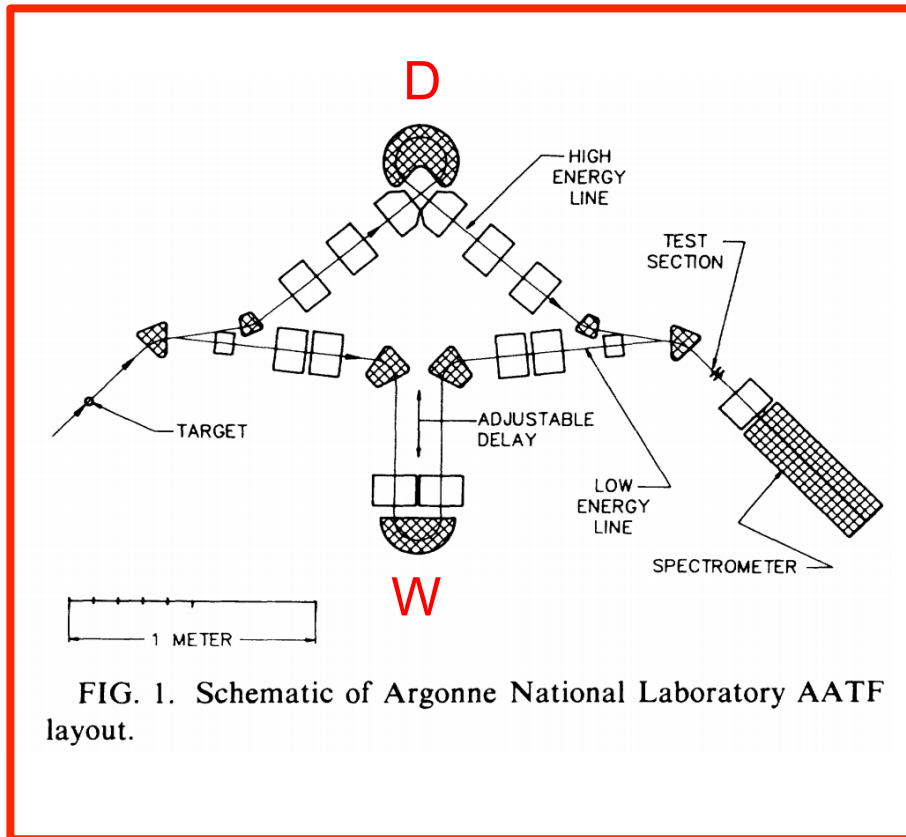 D
HIGH
ENERGY
LINE
TEST
SECTION
TARGET
ADJUSTABLE
DELAY
LOW
ENERGY
LINE
SPECTROMETER
W
1 METER
FIG. 1. Schematic of Argonne National Laboratory AATF
layout.